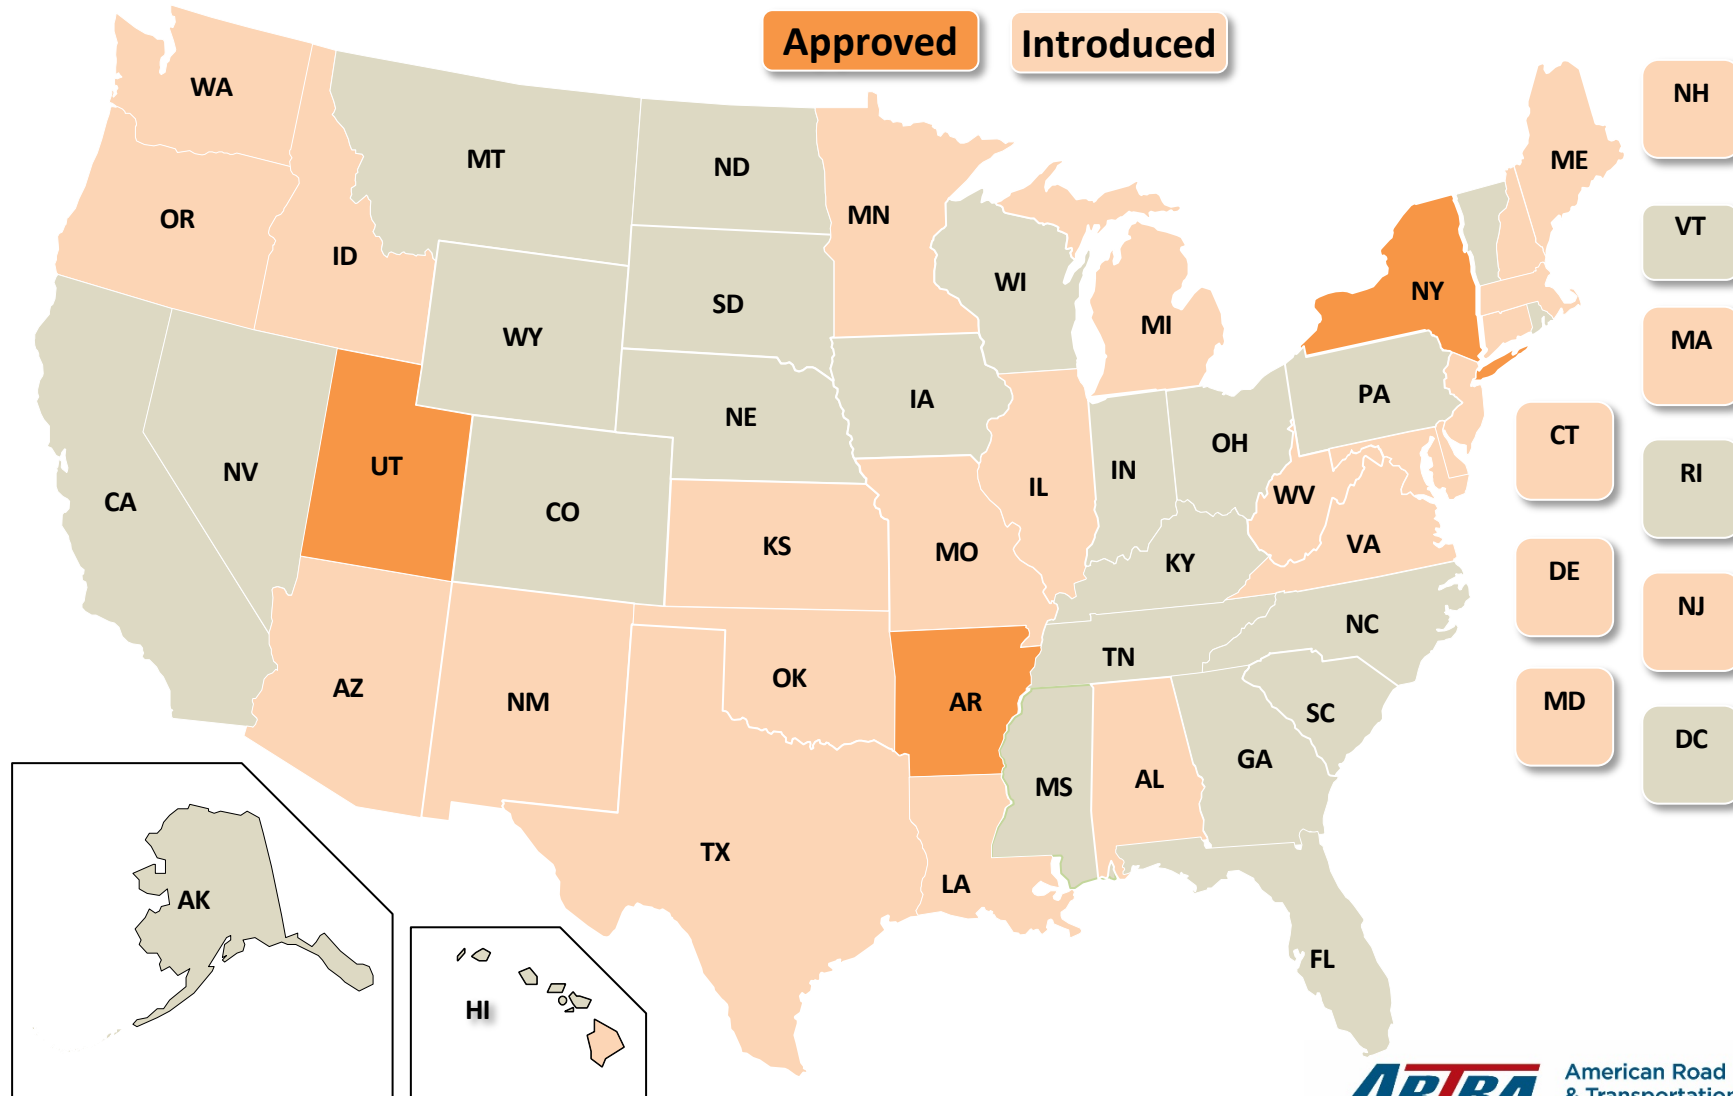 Approved
Introduced
WA
MT
ND
MN
ME
NH
OR
ID
SD
WI
MI
NY
VT
WY
IA
NE
PA
MA
UT
NV
CA
CO
KS
MO
IL
IN
OH
WV
VA
KY
CT
RI
DE
NJ
NC
TN
AZ
NM
OK
AR
SC
GA
AL
MS
MD
DC
TX
LA
FL
AK
HI
ARTBA
American Road
& Transportation